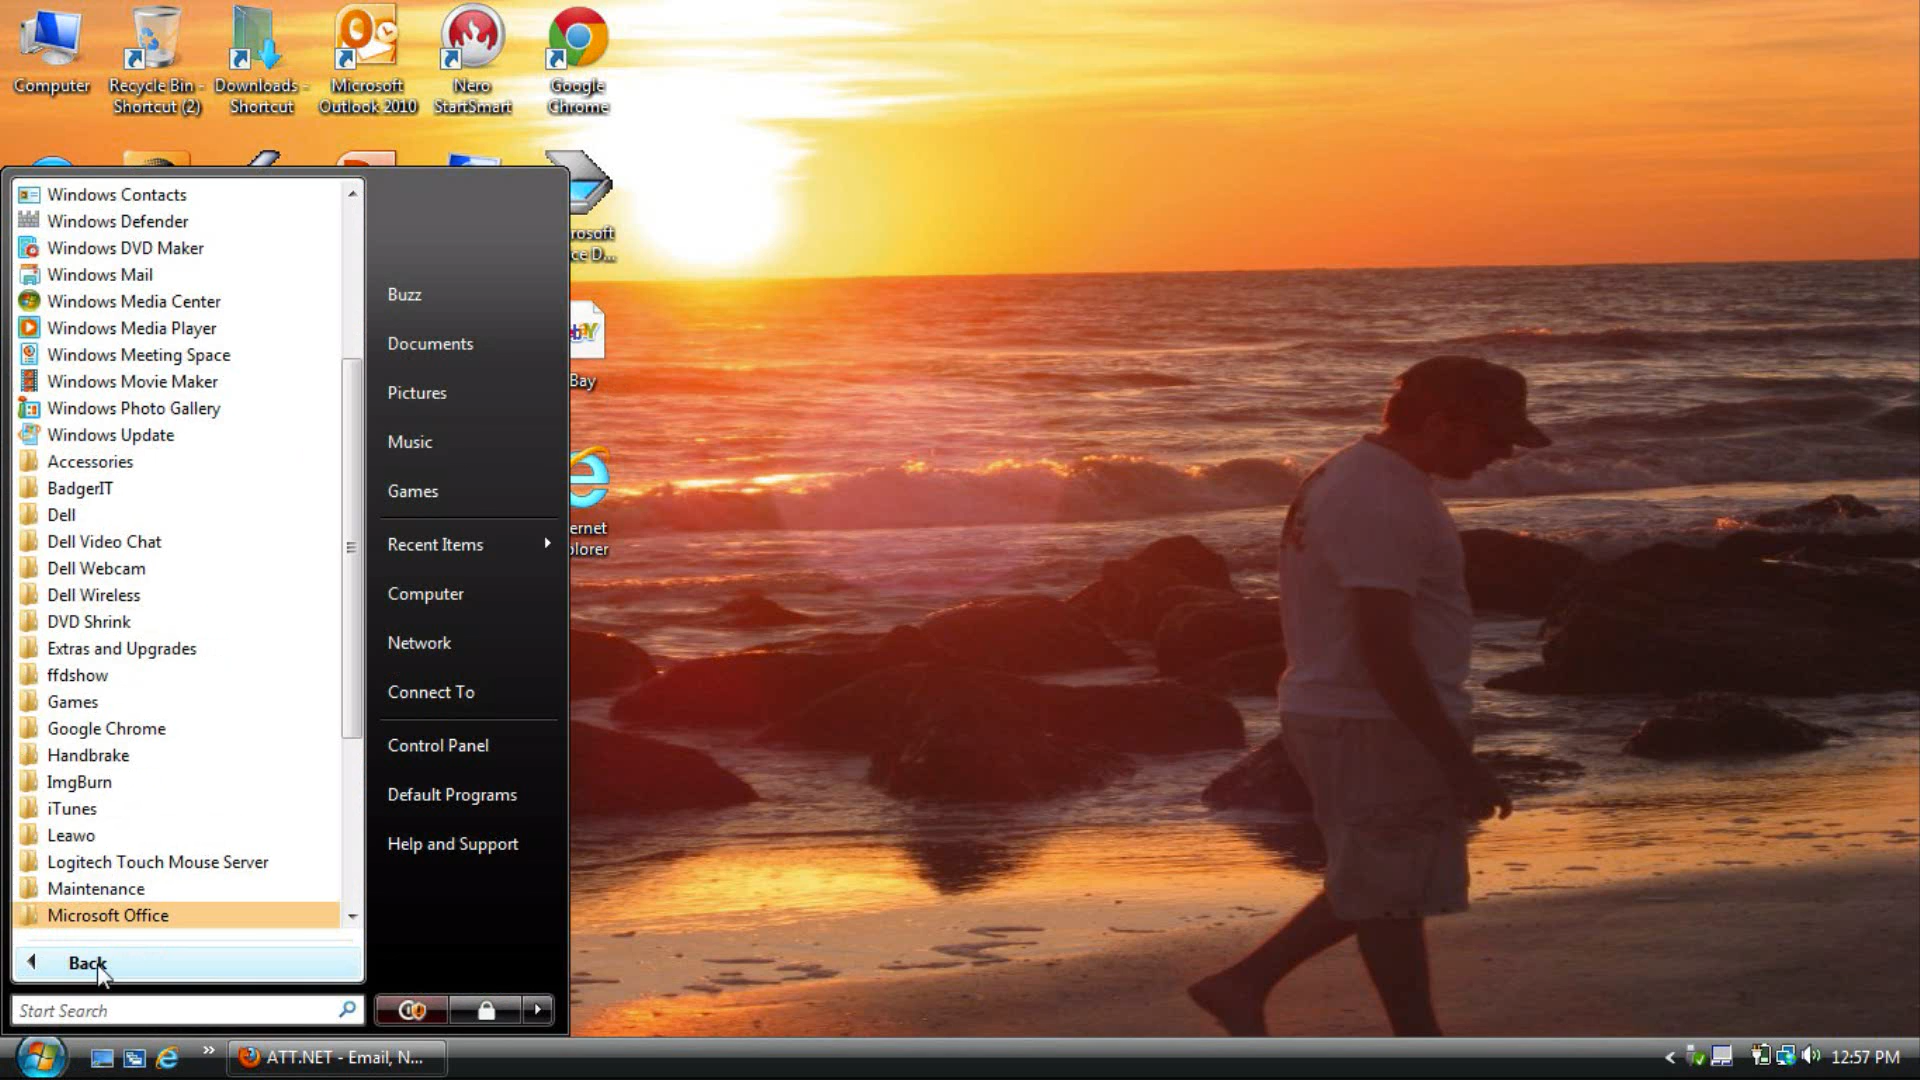 Computer
Recycle Bin -
Shortcut (2)
Downloads -
Shortcut
Microsoft
Outlook 2010
Nero
StartSmart
Google
Chrome
rosoft
ce D...
ebay
Bay
ernet
plorer
Windows Contacts
Windows Defender
Windows DVD Maker
Windows Mail
Windows Media Center
Windows Media Player
Windows Meeting Space
Windows Movie Maker
Windows Photo Gallery
Windows Update
Accessories
BadgerIT
Dell
Dell Video Chat
Dell Webcam
Dell Wireless
DVD Shrink
Extras and Upgrades
ffdshow
Games
Google Chrome
Handbrake
ImgBurn
iTunes
Leawo
Logitech Touch Mouse Server
Maintenance
Microsoft Office
Back
Start Search
Buzz
Documents
Pictures
Music
Games
Recent Items
Computer
Network
Connect To
Control Panel
Default Programs
Help and Support
ATT.NET - Email, N...
12:57 PM